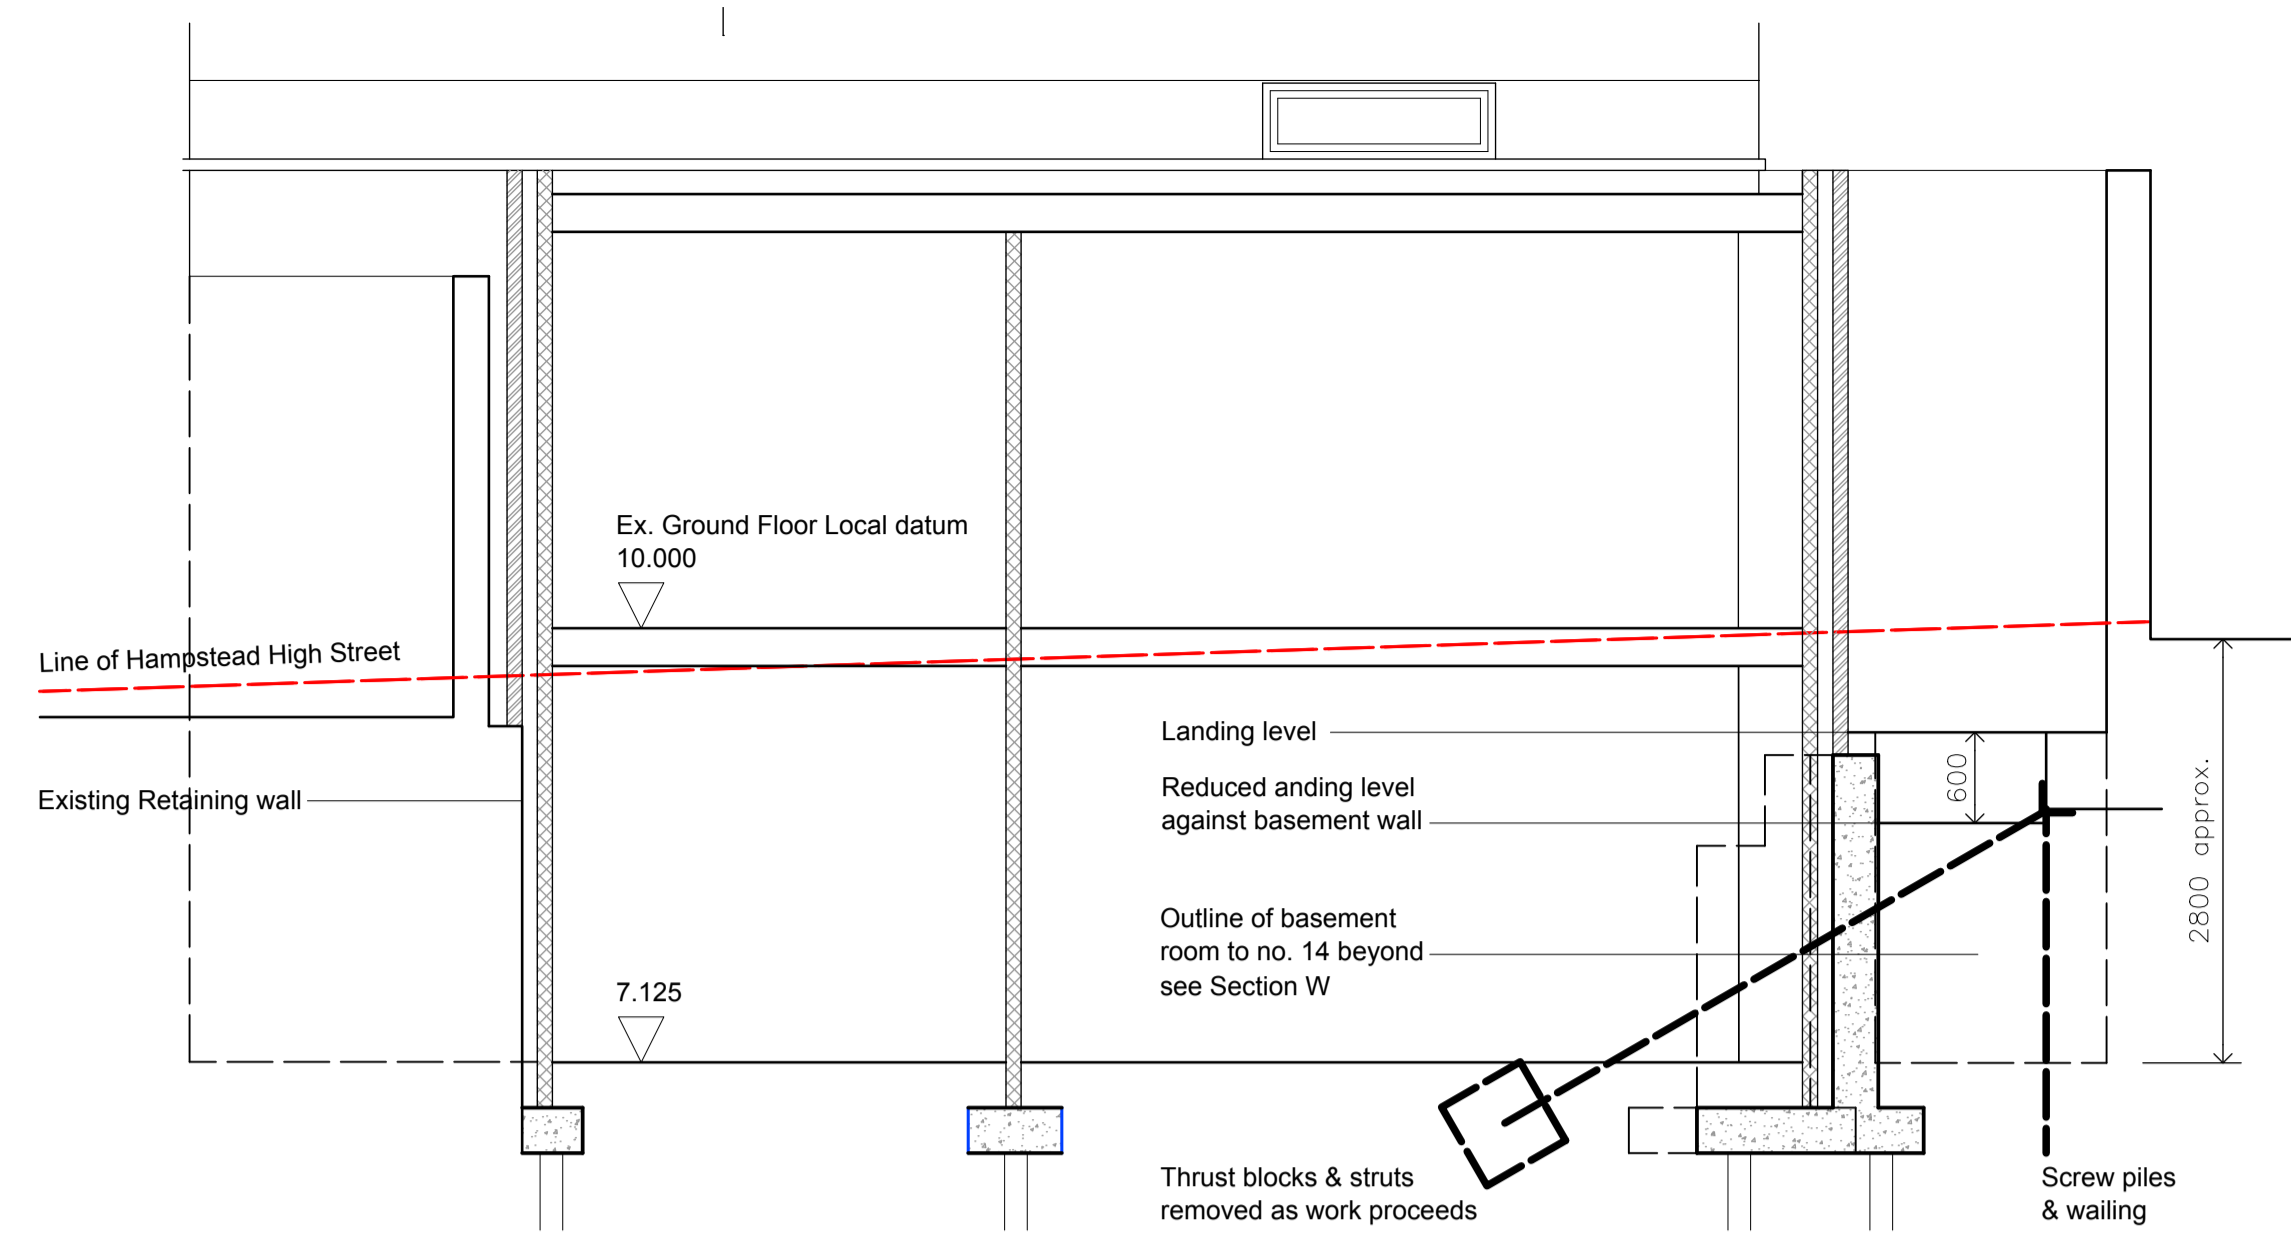 Ex. Ground Floor Local datum
10.000
Line of Hampstead High Street
Landing level
Existing Retaining wall
Reduced anding level
against basement wall
600
2800 approx.
Outline of basement
room to no. 14 beyond
see Section W
7.125
Thrust blocks & struts
removed as work proceeds
Screw piles
& wailing